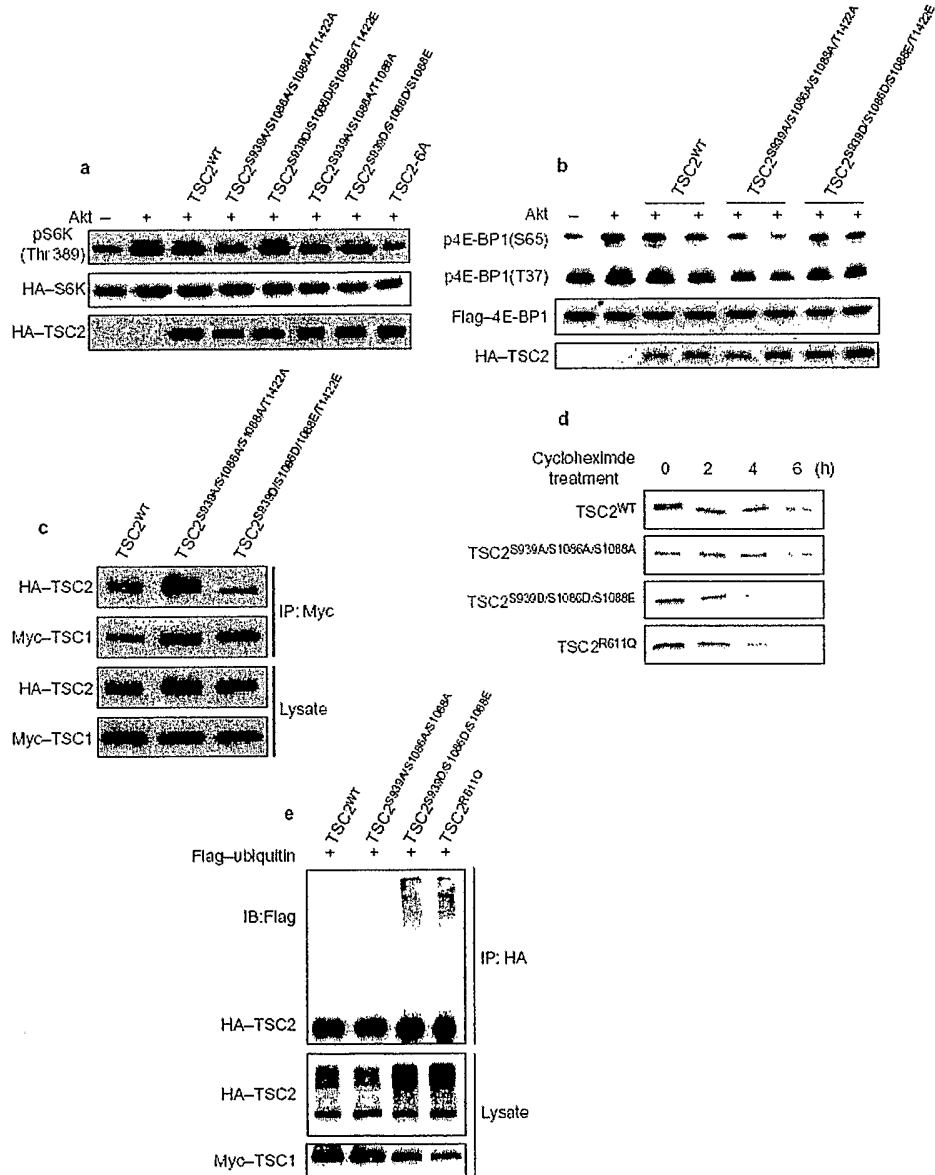 a
TSC2WT
TSC2S939A/S1086A/S1088A/T1422A
TSC2S939D/S1086D/S1088E/T1422E
TSC2S939A/S1086A/T1088A
TSC2S939D/S1086D/S1088E
TSC2-6A
Akt – + + + + + + +
pS6K
(Thr 389)
HA–S6K
HA–TSC2
b
TSC2WT
TSC2S939A/S1086A/S1088A/T1422A
TSC2S939D/S1086D/S1088E/T1422E
Akt – + + + + + + +
p4E-BP1(S65)
p4E-BP1(T37)
Flag–4E-BP1
HA–TSC2
c
TSC2WT
TSC2S939A/S1086A/S1088A/T1422A
TSC2S939D/S1086D/1088E/T1422E
HA–TSC2
Myc–TSC1
IP: Myc
HA–TSC2
Myc–TSC1
Lysate
d
Cycloheximde
treatment
0 2 4 6 (h)
TSC2WT
TSC2S939A/S1086A/S1088A
TSC2S939D/S1086D/S1088E
TSC2R611Q
e
TSC2WT
TSC2S939A/S1086A/S1088A
TSC2S939D/S1086D/S1088E
TSC2R611Q
Flag–ubiquitin + + + +
IB:Flag
IP: HA
HA–TSC2
HA–TSC2
Lysate
Myc–TSC1